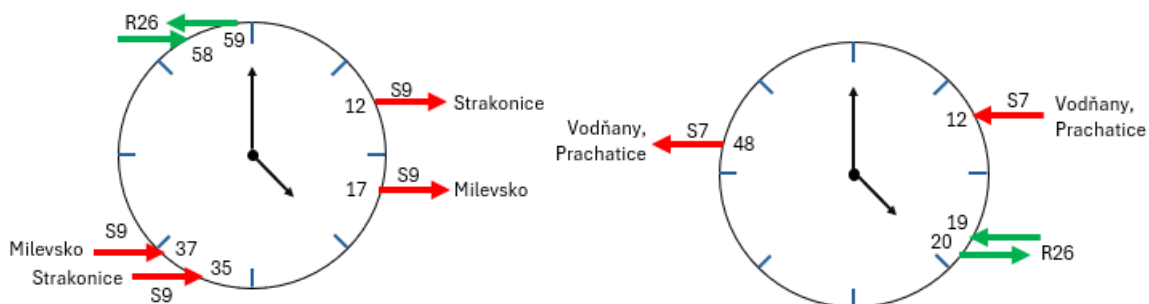 R26
59
58
12
S9
Strakonice
17
S9
Milevsko
S9
Milevsko
37
Strakonice
35
S9
S7
Vodňany,
Prachatice
48
S7
12
Vodňany,
Prachatice
19
20
R26